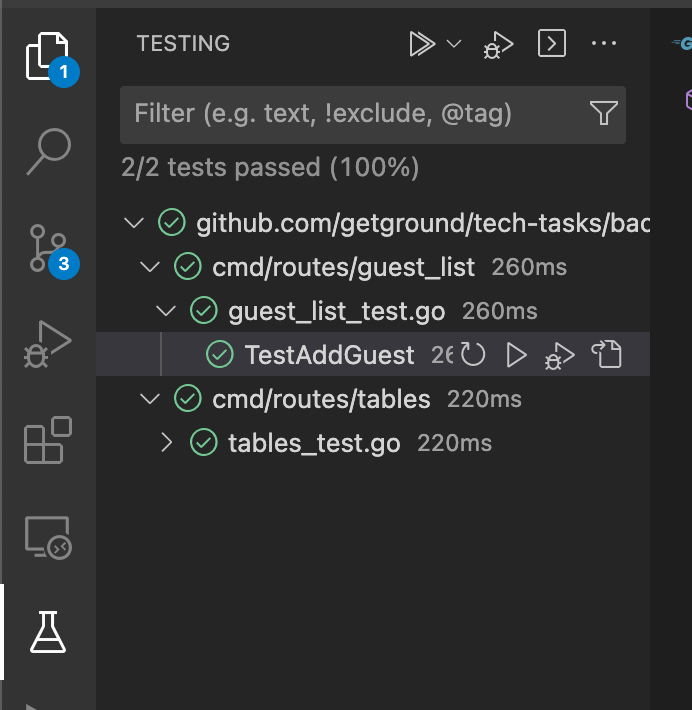 TESTING
1
Filter (e.g. text, !exclude, @tag)
2/2 tests passed (100%)
github.com/getground/tech-tasks/bac
3
cmd/routes/guest_list 260ms
guest_list_test.go 260ms
TestAddGuest 26
cmd/routes/tables 220ms
tables_test.go 220ms